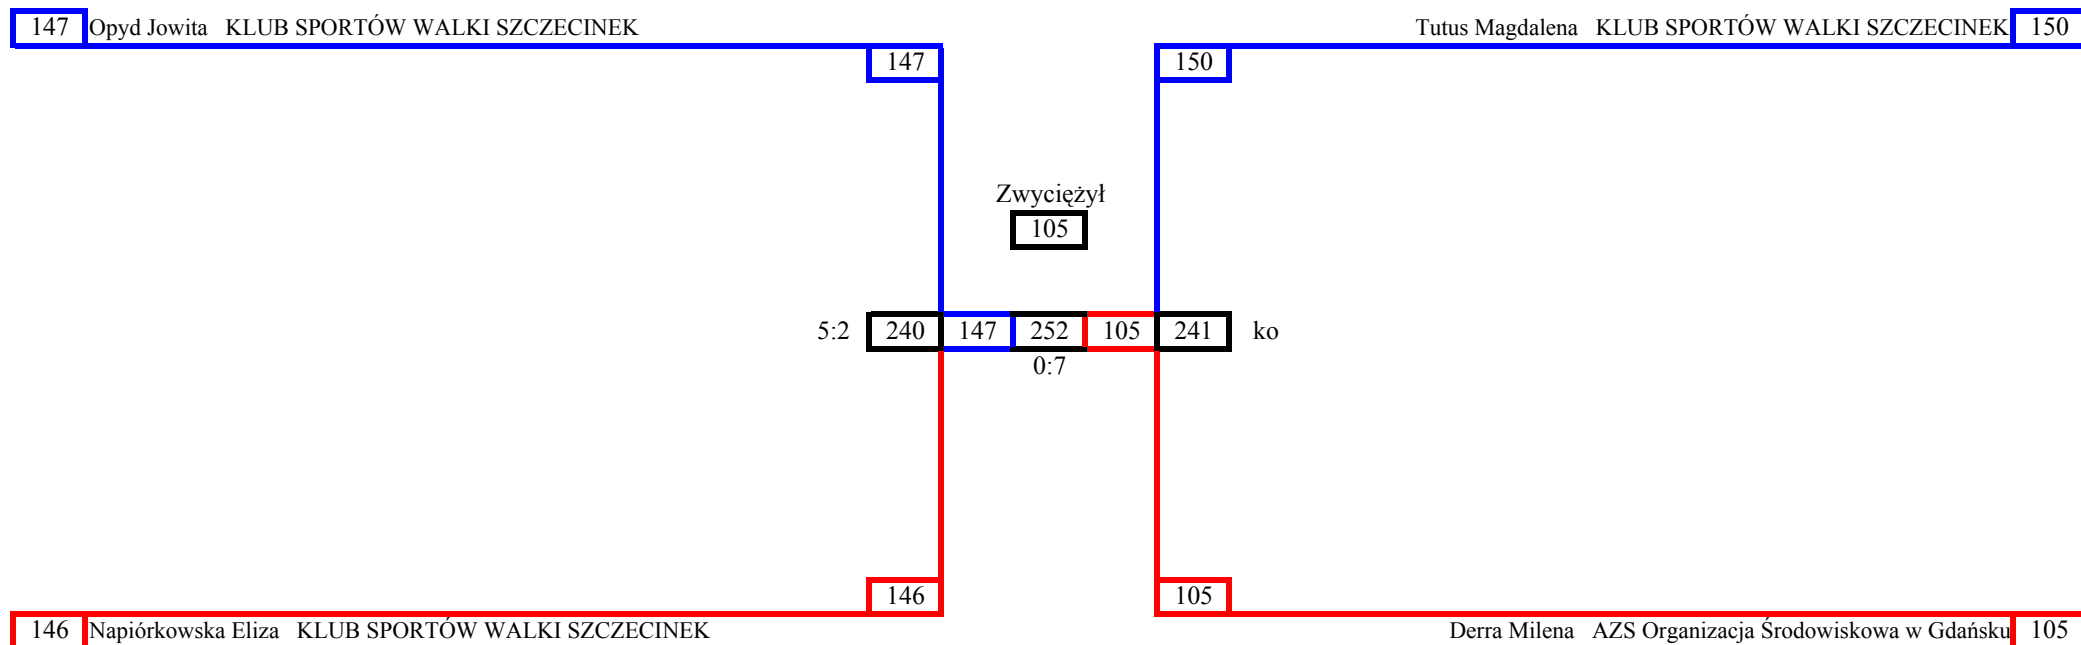 147 Opyd Jowita KLUB SPORTÓW WALKI SZCZECINEK
Tutus Magdalena KLUB SPORTÓW WALKI SZCZECINEK 150
147
150
Zwyciężył
105
5:2 240 147 252 105 241 ko
0:7
146
105
146 Napiórkowska Eliza KLUB SPORTÓW WALKI SZCZECINEK
Derra Milena AZS Organizacja Środowiskowa w Gdańsku 105